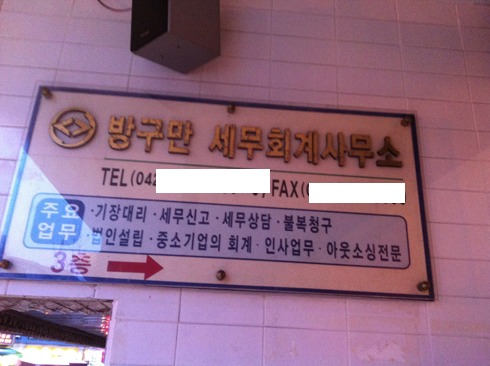 방구만 세무회계사무소
TEL(042 ), FAX(
주요업무
·기장대리·세무신고·세무상담·불복청구
·법인설립·중소기업의 회계·인사업무·아웃소싱전문
3층